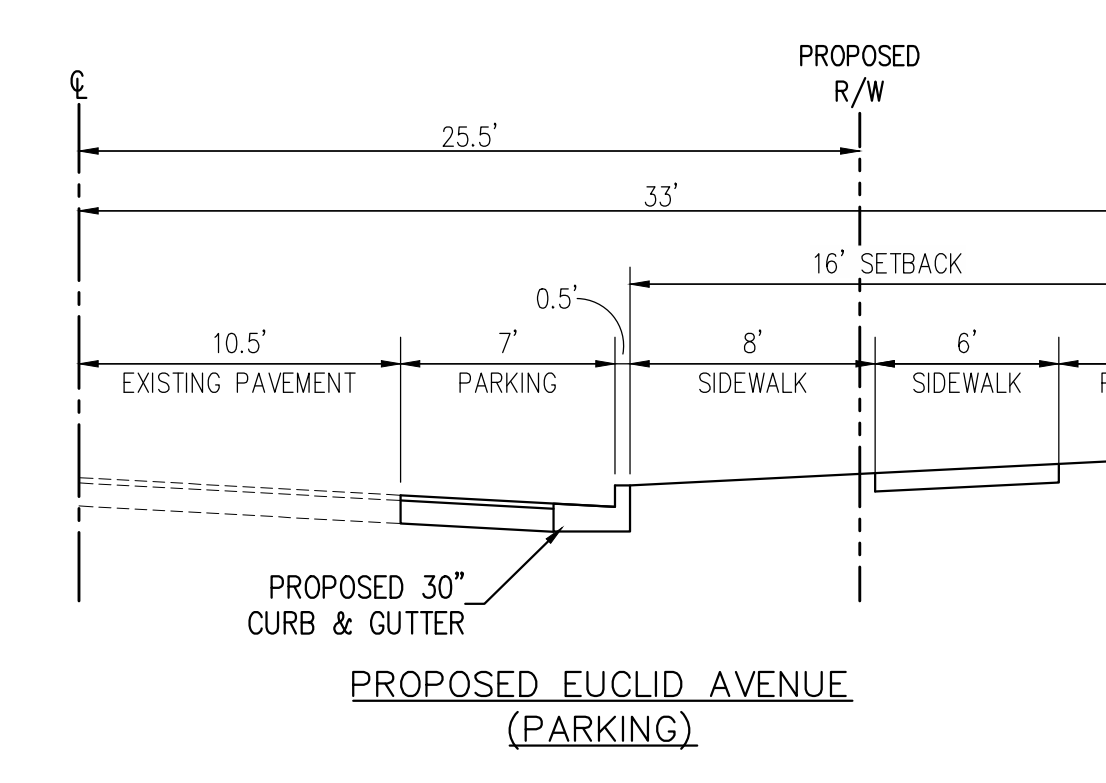 PROPOSED
R/W
℄
25.5'
33'
16' SETBACK
0.5'
10.5'
7'
8'
6'
EXISTING PAVEMENT
PARKING
SIDEWALK
SIDEWALK
PROPOSED 30"
CURB & GUTTER
PROPOSED EUCLID AVENUE
(PARKING)